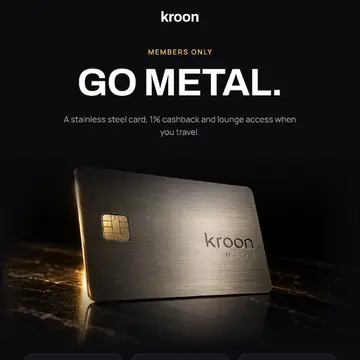 kroon
MEMBERS ONLY
GO METAL.
A stainless steel card, 1% cashback and lounge access when
you travel.
kroon